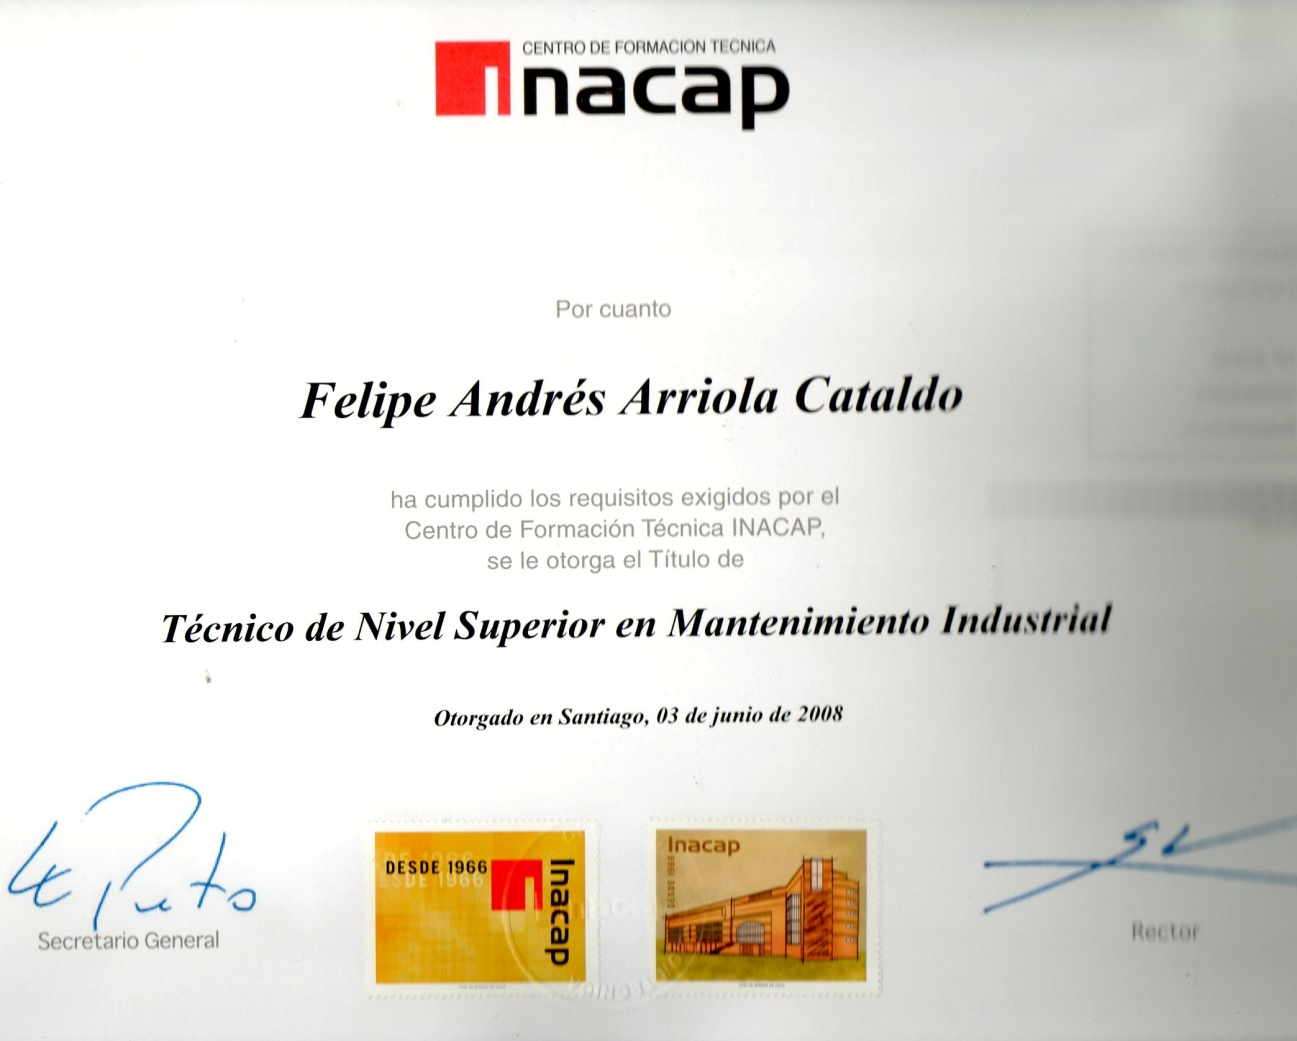 CENTRO DE FORMACION TECNICA
Inacap
Por cuanto
Felipe Andrés Arriola Cataldo
ha cumplido los requisitos exigidos por el
Centro de Formación Técnica INACAP,
se le otorga el Título de
Técnico de Nivel Superior en Mantenimiento Industrial
Otorgado en Santiago, 03 de junio de 2008
Secretario General
DESDE 1966
Inacap
Inacap
DESDE 1966
Rector